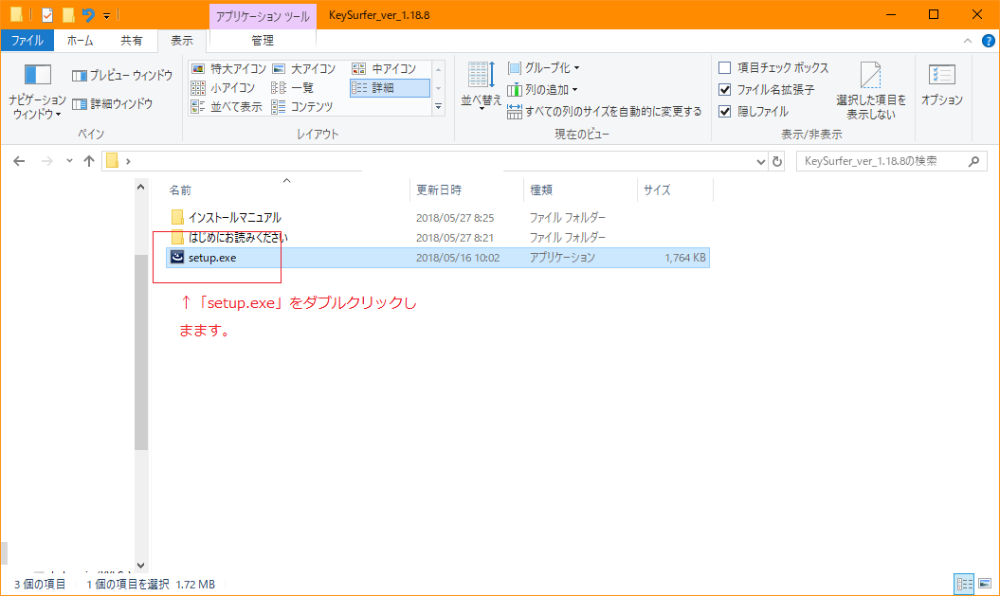 アプリケーション ツール
KeySurfer_ver_1.18.8
ファイル
ホーム
共有
表示
管理
ナビゲーション
ウィンドウ
プレビュー ウィンドウ
詳細ウィンドウ
ペイン
特大アイコン
大アイコン
中アイコン
小アイコン
一覧
詳細
並べて表示
コンテンツ
レイアウト
並べ替え
グループ化
列の追加
すべての列のサイズを自動的に変更する
現在のビュー
項目チェック ボックス
ファイル名拡張子
隠しファイル
選択した項目を
表示しない
表示/非表示
オプション
KeySurfer_ver_1.18.8の検索
名前 更新日時 種類 サイズ
インストールマニュアル 2018/05/27 8:25 ファイル フォルダー
はじめにお読みください 2018/05/27 8:21 ファイル フォルダー
setup.exe 2018/05/16 10:02 アプリケーション 1,764 KB
↑「setup.exe」をダブルクリックし
まます。
3 個の項目 1 個の項目を選択 1.72 MB